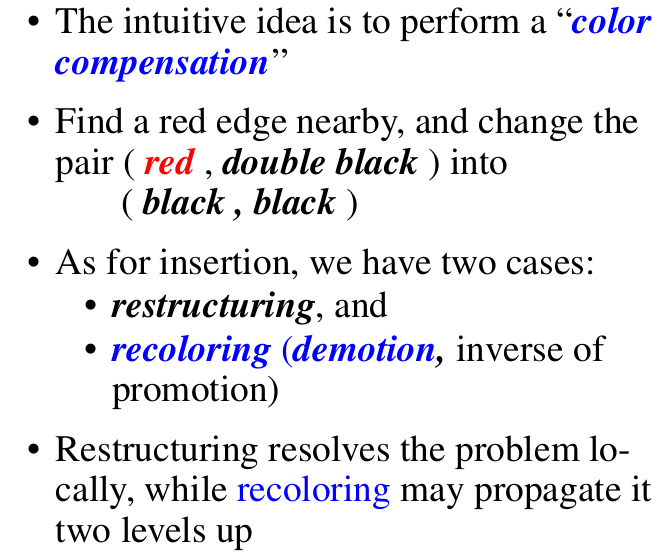 • The intuitive idea is to perform a “color
compensation”
• Find a red edge nearby, and change the
pair ( red , double black ) into
( black , black )
• As for insertion, we have two cases:
• restructuring, and
• recoloring (demotion, inverse of
promotion)
• Restructuring resolves the problem lo-
cally, while recoloring may propagate it
two levels up